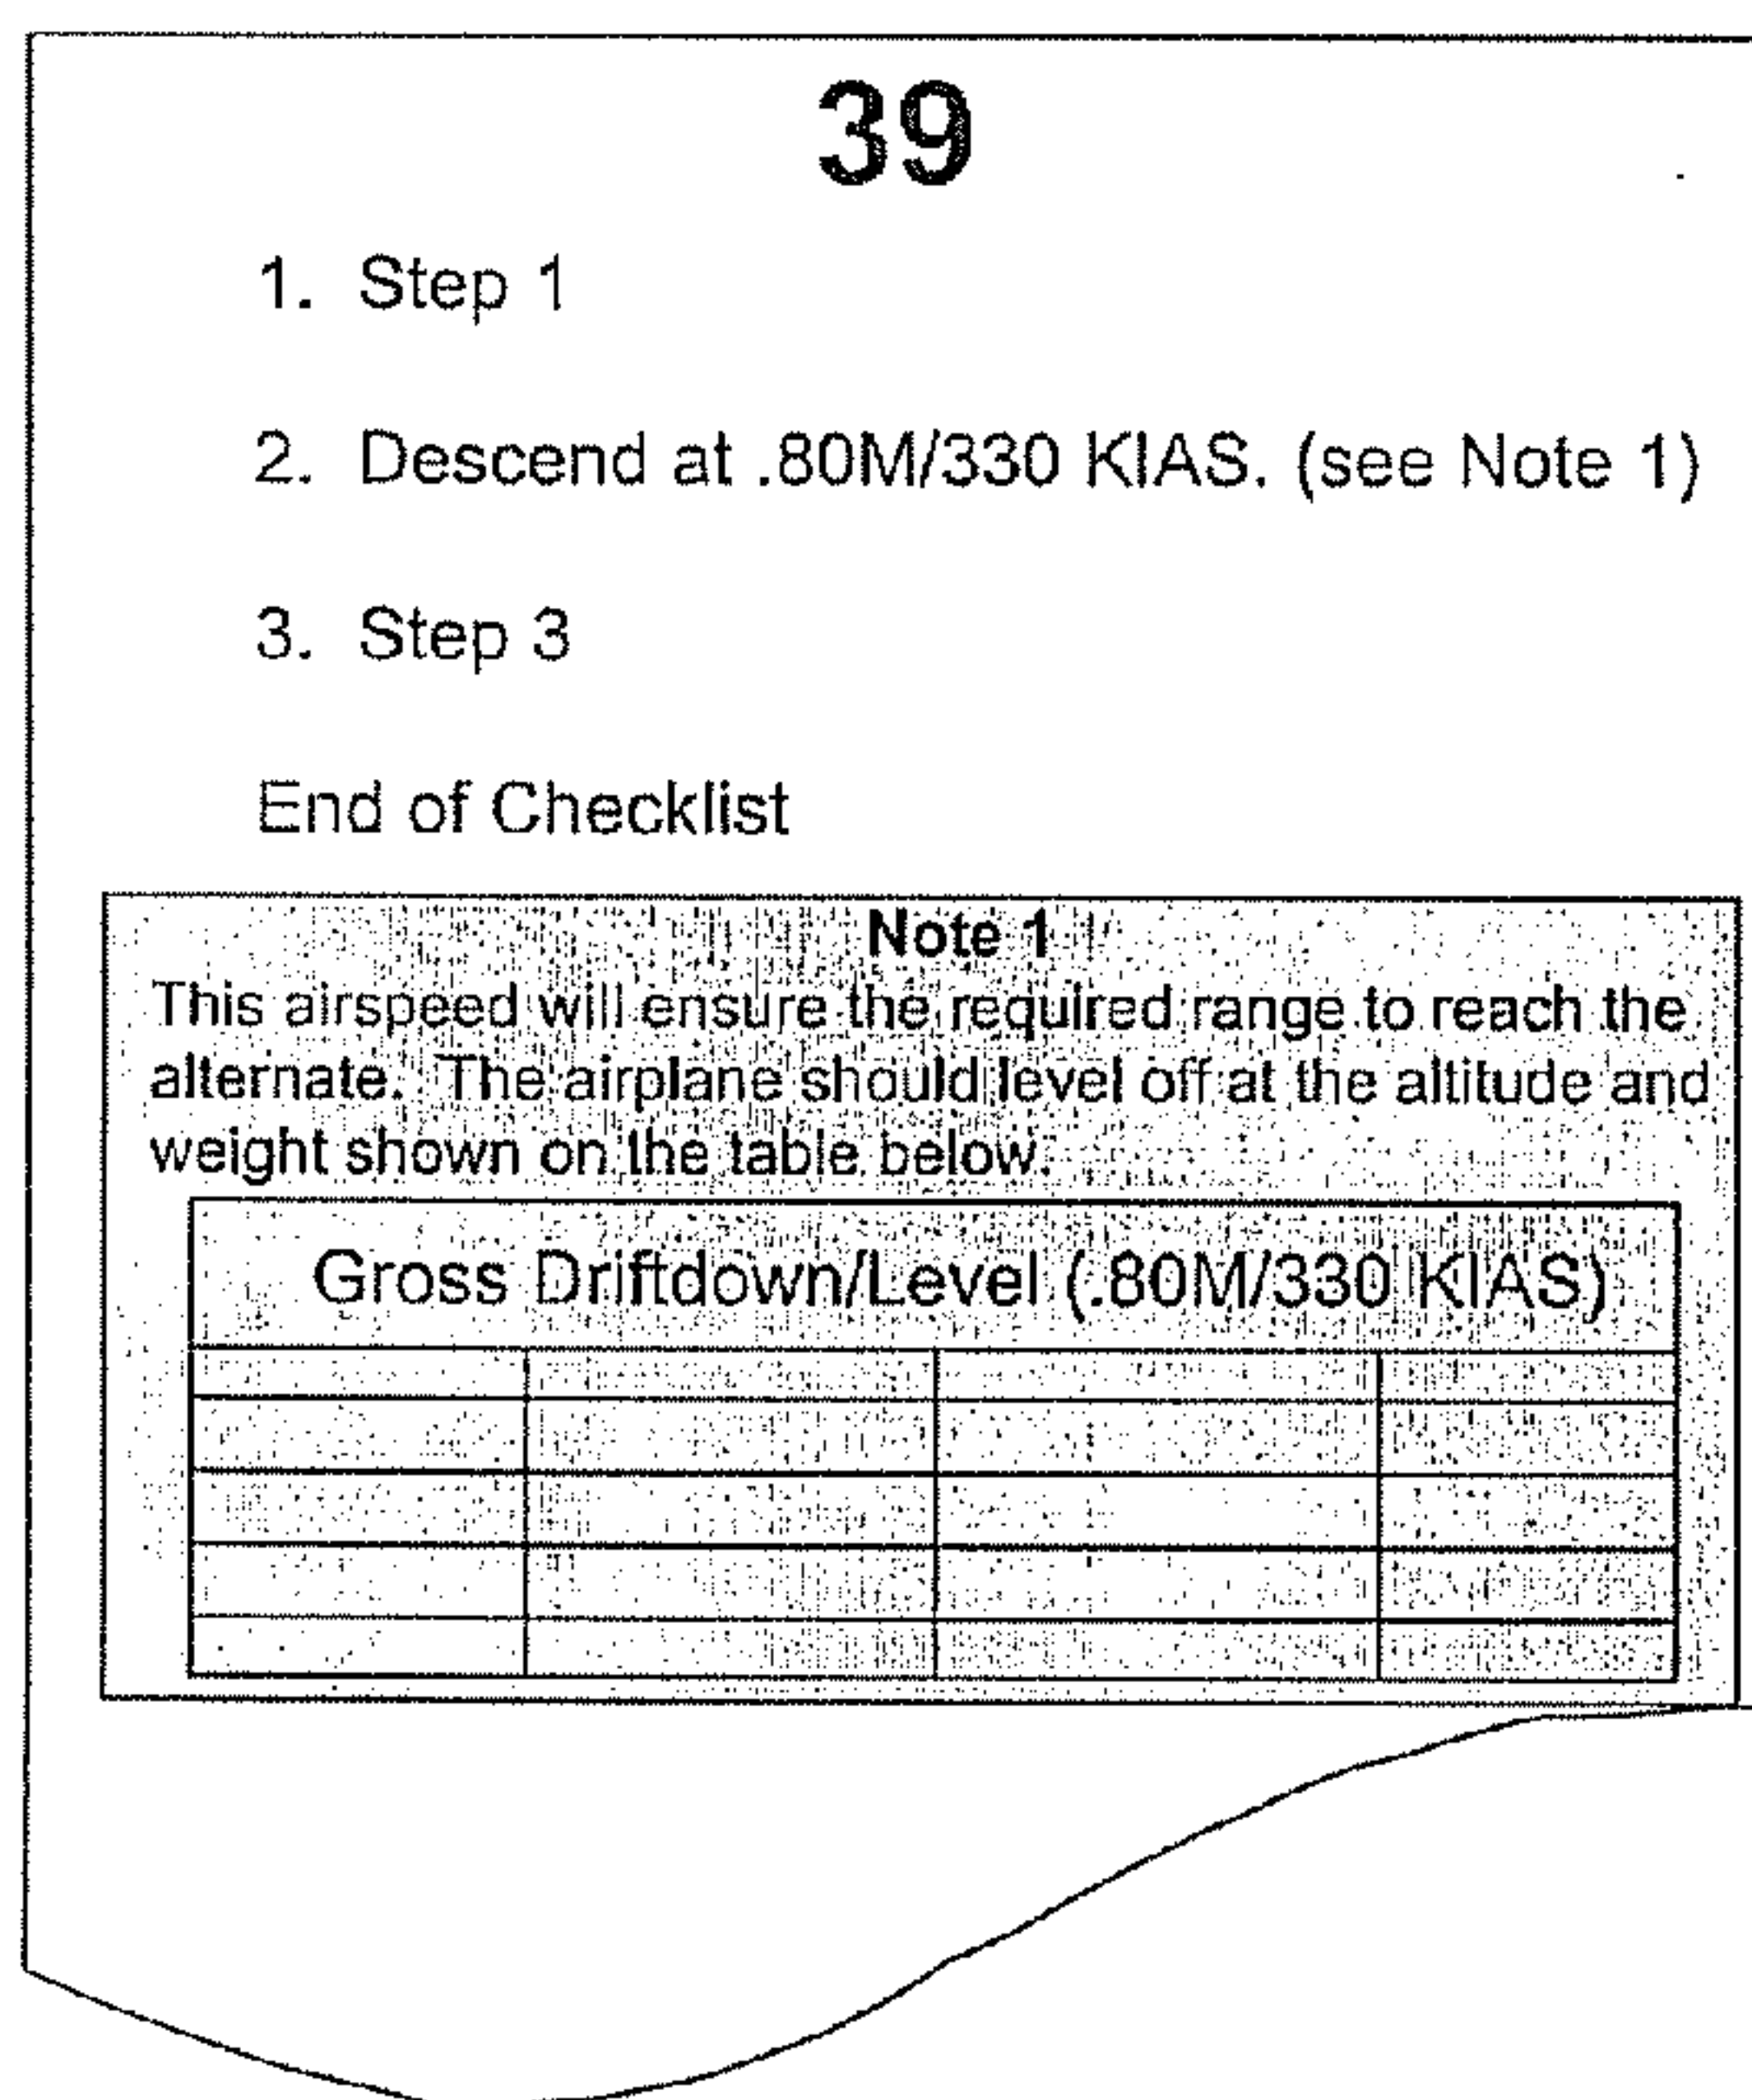 39
1. Step 1
2. Descend at .80M/330 KIAS. (see Note 1)
3. Step 3
End of Checklist
Note 1
This airspeed will ensure the required range to reach the
alternate. The airplane should level off at the altitude and
weight shown on the table below.
Gross Driftdown/Level (.80M/330 KIAS)